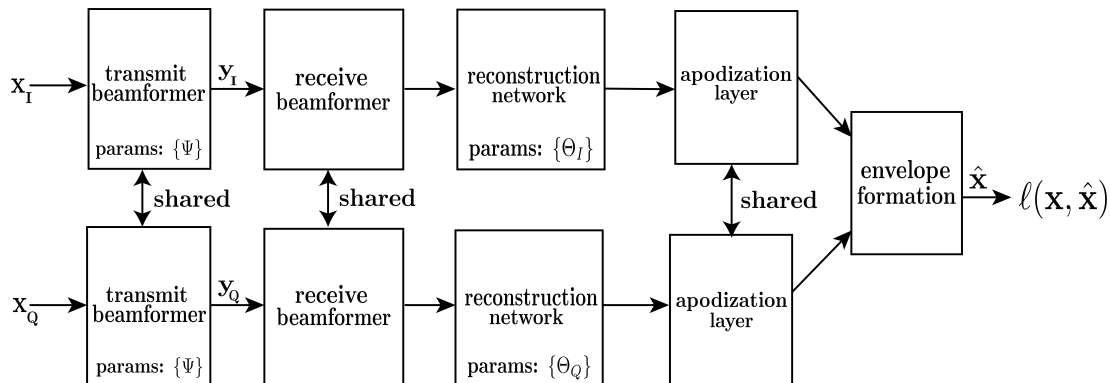 x_I
transmit
beamformer
params: {Ψ}
y_I
receive
beamformer
reconstruction
network
params: {Θ_I}
apodization
layer
shared
shared
shared
envelope
formation
x̂
ℓ(x, x̂)
x_Q
transmit
beamformer
params: {Ψ}
y_Q
receive
beamformer
reconstruction
network
params: {Θ_Q}
apodization
layer